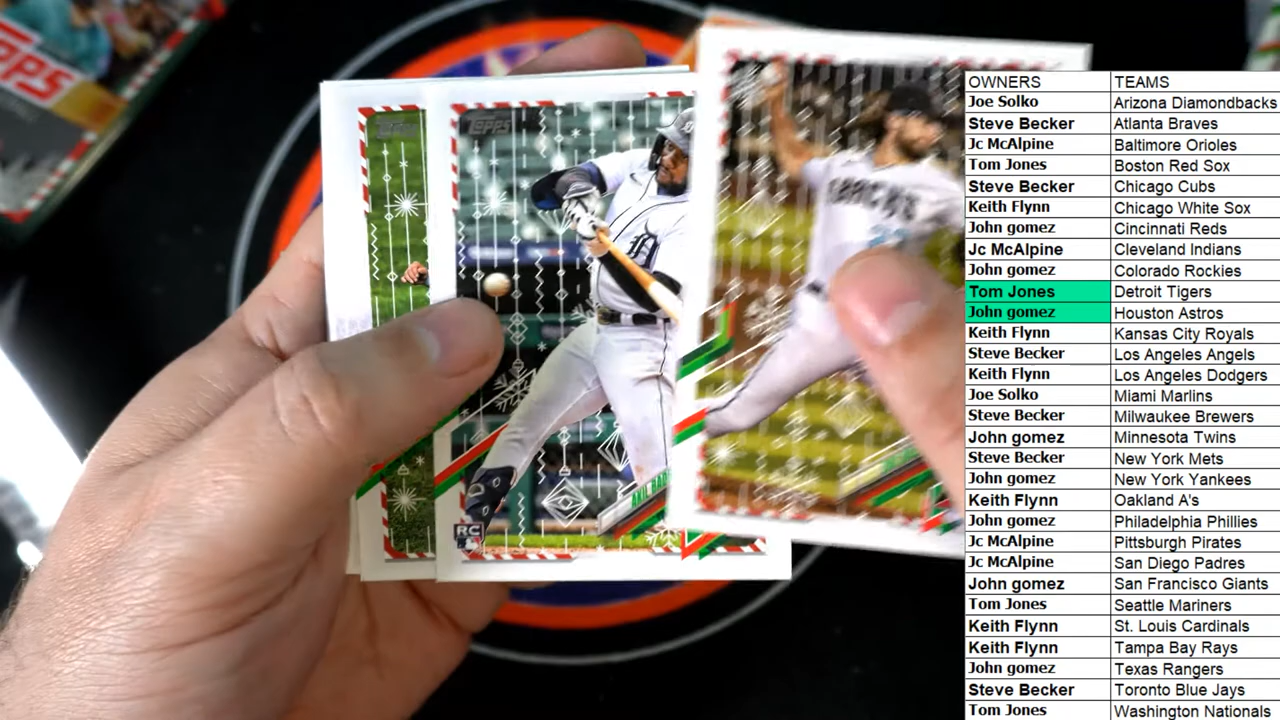 PPS
TOPPS
TOPPS
D
AKIL BAD
RC
OWNERS TEAMS
Joe Solko Arizona Diamondbacks
Steve Becker Atlanta Braves
Jc McAlpine Baltimore Orioles
Tom Jones Boston Red Sox
Steve Becker Chicago Cubs
Keith Flynn Chicago White Sox
John gomez Cincinnati Reds
Jc McAlpine Cleveland Indians
John gomez Colorado Rockies
Tom Jones Detroit Tigers
John gomez Houston Astros
Keith Flynn Kansas City Royals
Steve Becker Los Angeles Angels
Keith Flynn Los Angeles Dodgers
Joe Solko Miami Marlins
Steve Becker Milwaukee Brewers
John gomez Minnesota Twins
Steve Becker New York Mets
John gomez New York Yankees
Keith Flynn Oakland A's
John gomez Philadelphia Phillies
Jc McAlpine Pittsburgh Pirates
Jc McAlpine San Diego Padres
John gomez San Francisco Giants
Tom Jones Seattle Mariners
Keith Flynn St. Louis Cardinals
Keith Flynn Tampa Bay Rays
John gomez Texas Rangers
Steve Becker Toronto Blue Jays
Tom Jones Washington Nationals